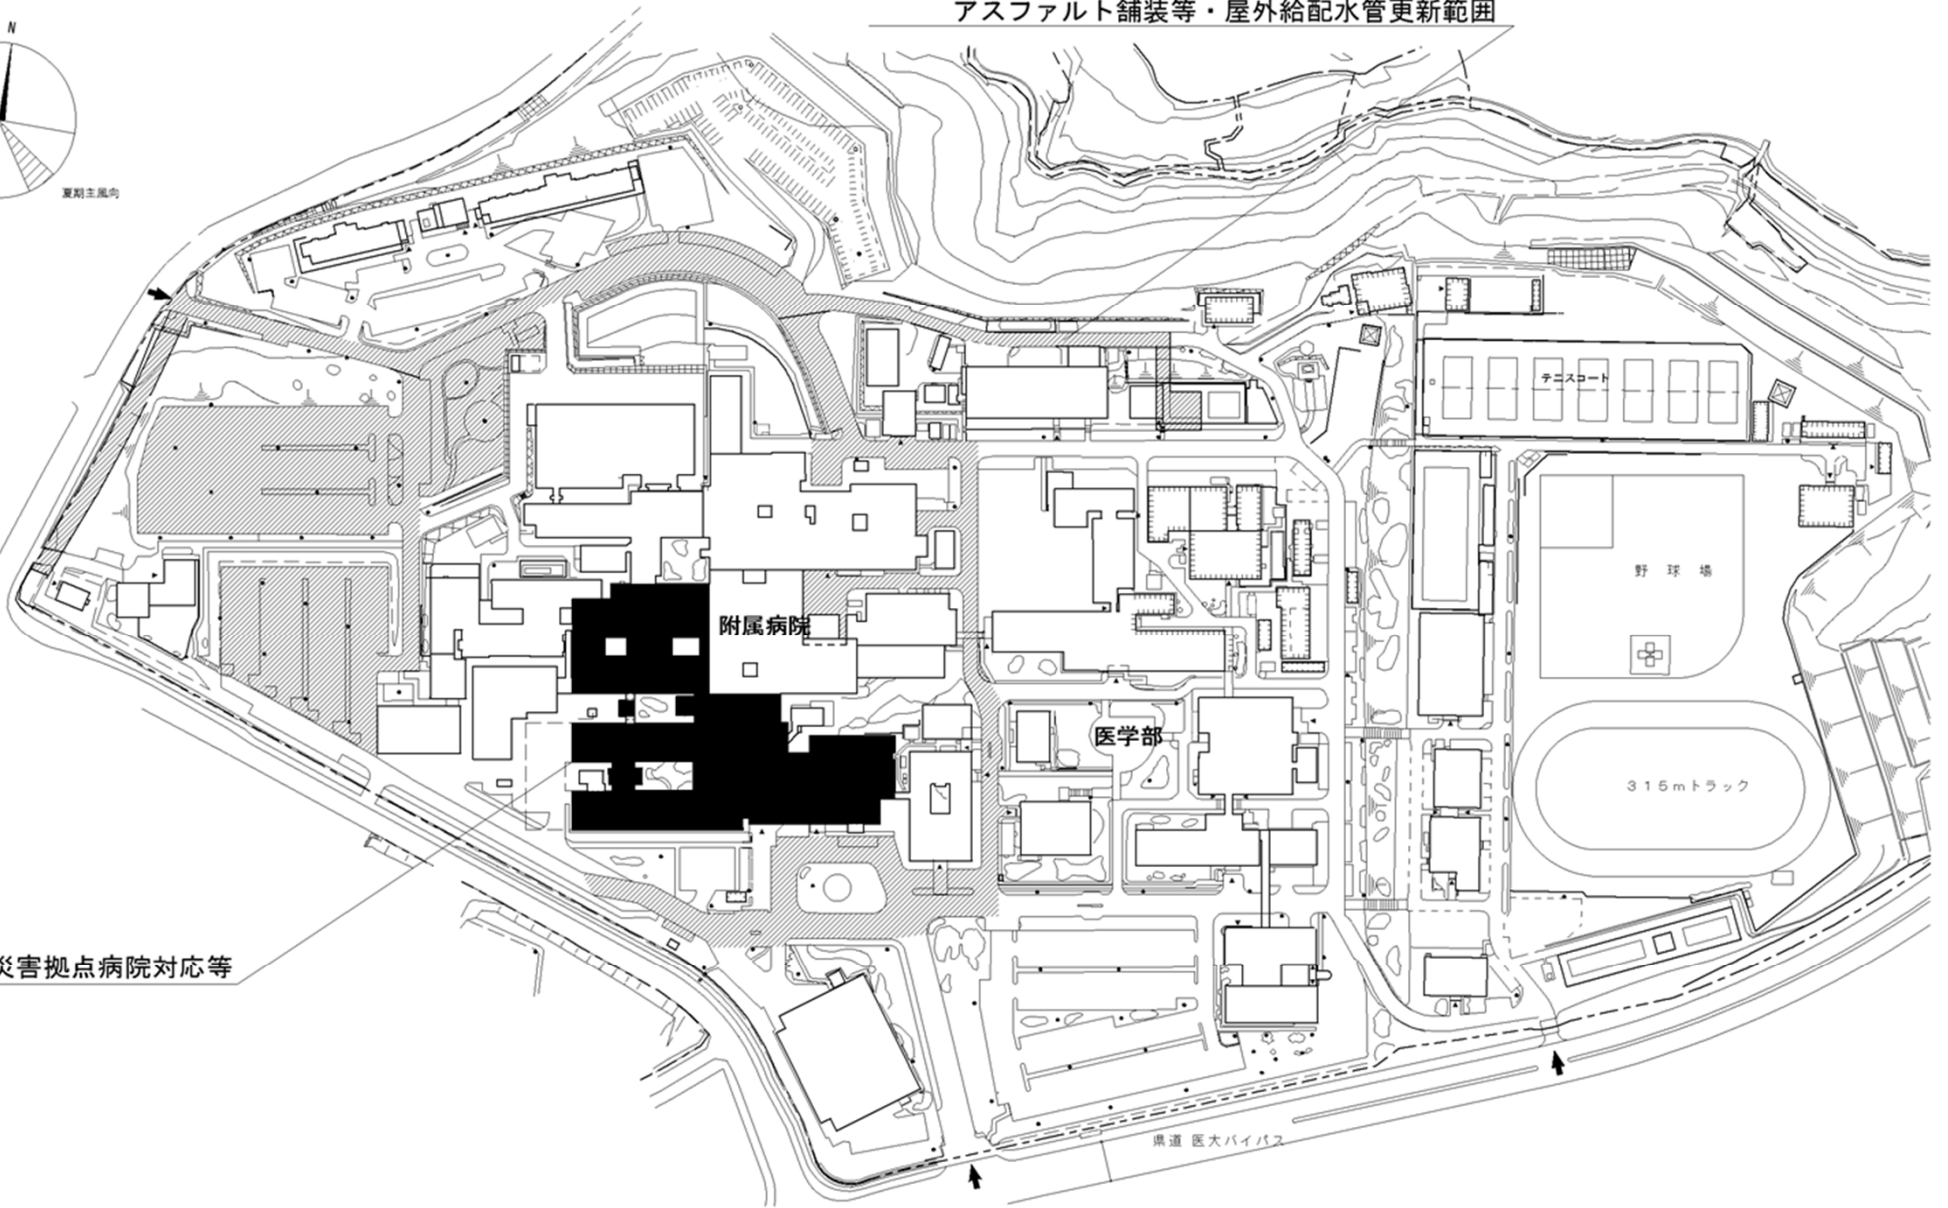 アスファルト舗装等・屋外給配水管更新範囲
N
夏期主風向
テニスコート
野球場
附属病院
医学部
315mトラック
災害拠点病院対応等
県道 医大バイパス